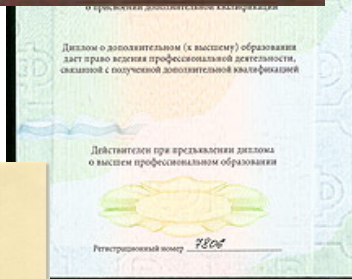 о присвоении дополнительной квалификации
Диплом о дополнительном (к высшему) образовании
дает право ведения профессиональной деятельности,
связанной с полученной дополнительной квалификацией
Действителен при предъявлении диплома
о высшем профессиональном образовании
Регистрационный номер 7806